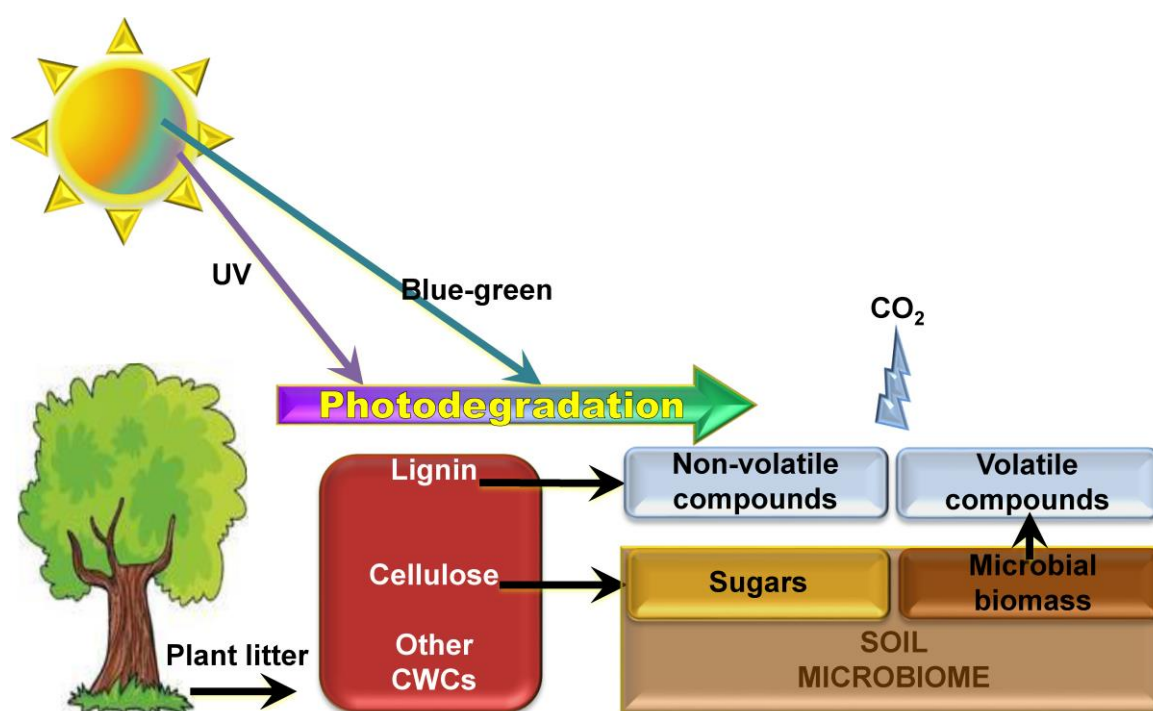 UV
Blue-green
CO₂
Photodegradation
Lignin
Non-volatile
compounds
Volatile
compounds
Cellulose
Sugars
Microbial
biomass
Plant litter
Other
CWCs
SOIL
MICROBIOME